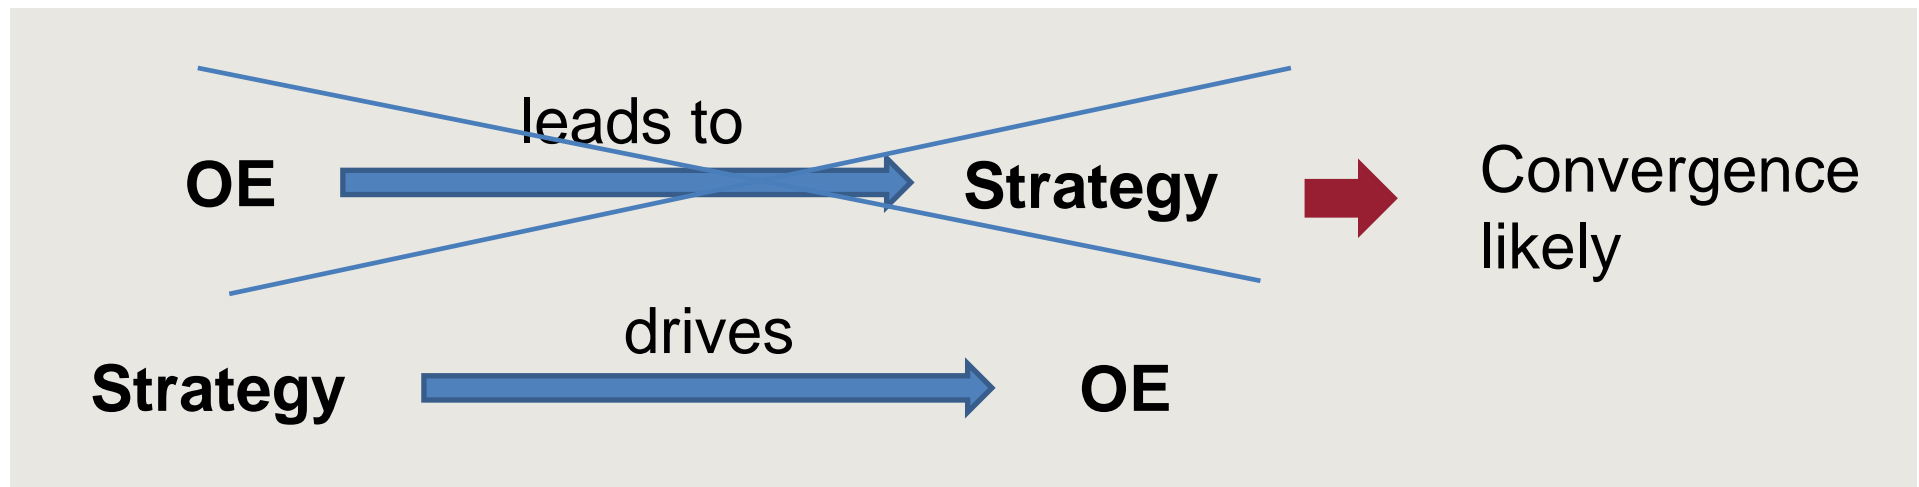 leads to
OE Strategy Convergence
likely
drives
Strategy OE